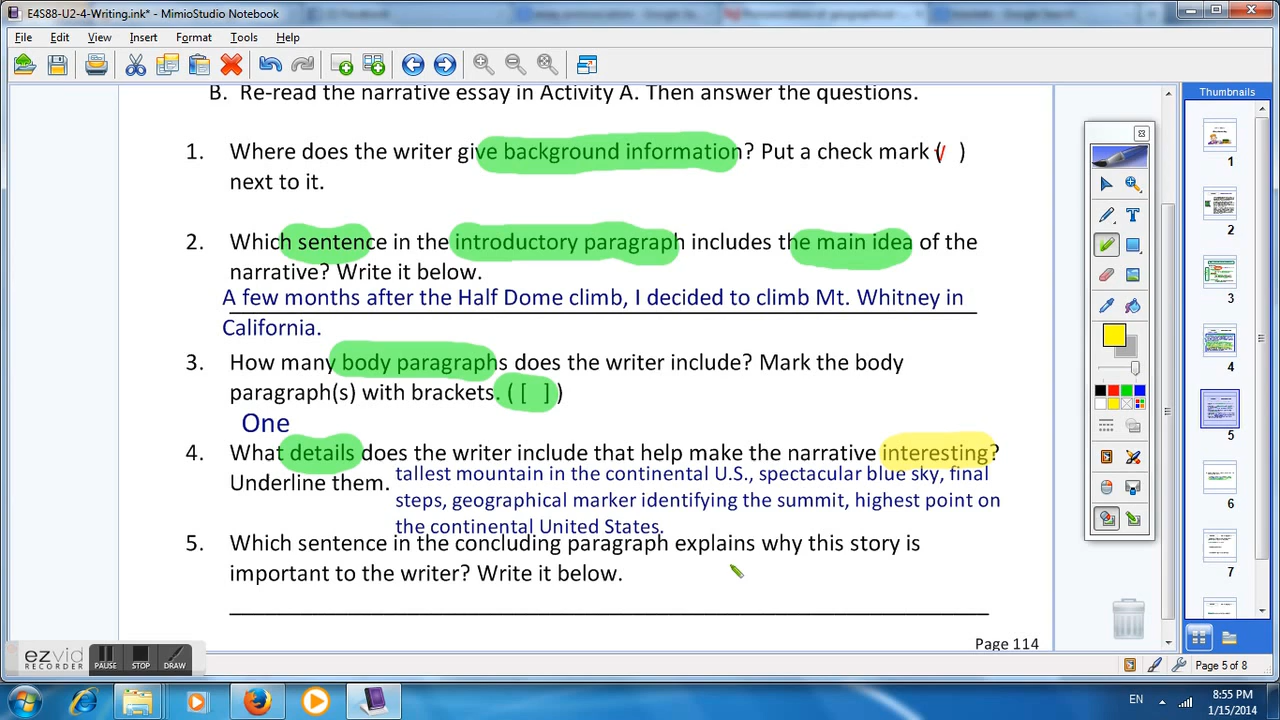 E4S88-U2-4-Writing.ink* - MimioStudio Notebook
File Edit View Insert Format Tools Help
B. Re-read the narrative essay in Activity A. Then answer the questions.
Thumbnails
1. Where does the writer give background information? Put a check mark (√ )
next to it.
2. Which sentence in the introductory paragraph includes the main idea of the
narrative? Write it below.
A few months after the Half Dome climb, I decided to climb Mt. Whitney in
California.
3. How many body paragraphs does the writer include? Mark the body
paragraph(s) with brackets. ( [ ] )
One
4. What details does the writer include that help make the narrative interesting?
Underline them. tallest mountain in the continental U.S., spectacular blue sky, final
steps, geographical marker identifying the summit, highest point on
the continental United States.
5. Which sentence in the concluding paragraph explains why this story is
important to the writer? Write it below.
Page 114
1
2
3
4
5
6
7
ezvid
RECORDER
PAUSE STOP DRAW
Page 5 of 8
EN
8:55 PM
1/15/2014